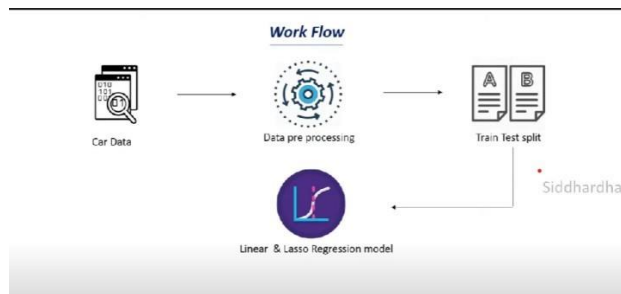 Work Flow
Car Data
Data pre processing
Train Test split
A B
Siddhardha
Linear & Lasso Regression model